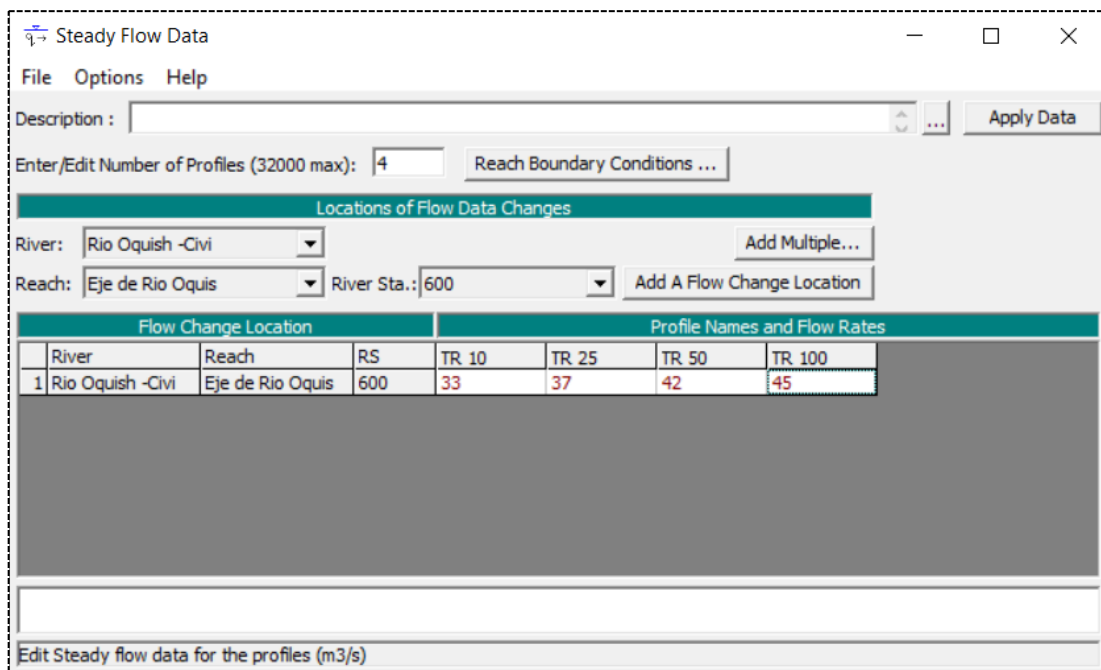 Steady Flow Data
File Options Help
Description : ... Apply Data
Enter/Edit Number of Profiles (32000 max): 4 Reach Boundary Conditions ...
Locations of Flow Data Changes
River: Rio Oquish -Civi Add Multiple...
Reach: Eje de Rio Oquis River Sta.: 600 Add A Flow Change Location
Flow Change Location Profile Names and Flow Rates
River Reach RS TR 10 TR 25 TR 50 TR 100
1 Rio Oquish -Civi Eje de Rio Oquis 600 33 37 42 45
Edit Steady flow data for the profiles (m3/s)